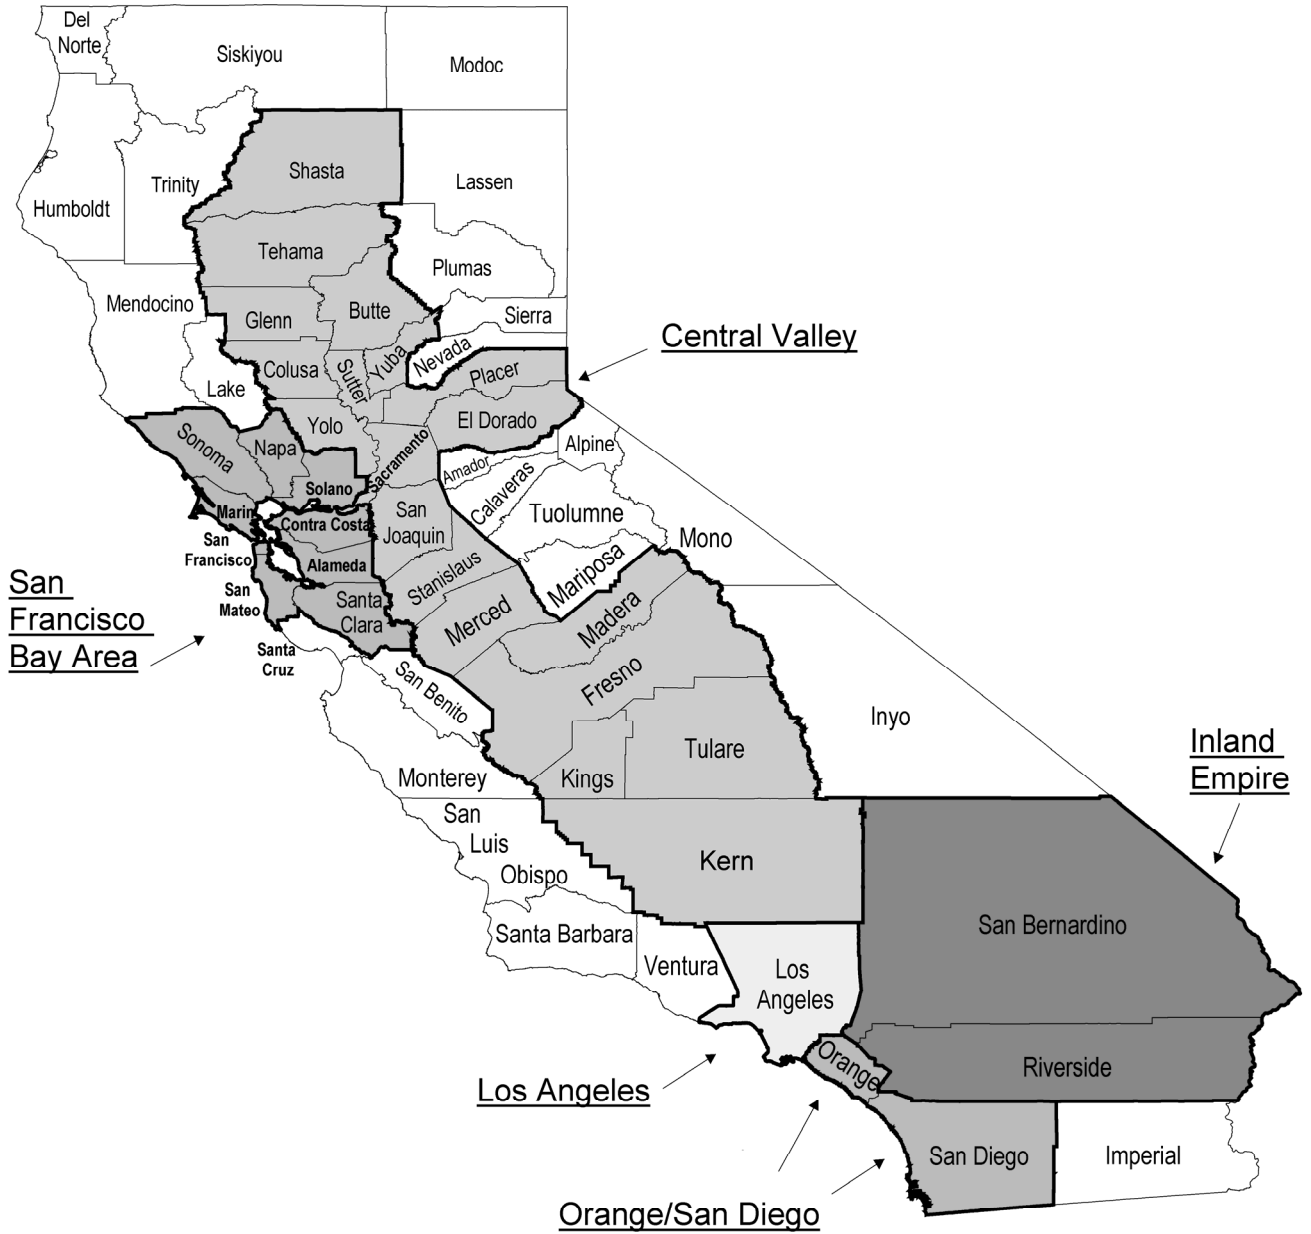 Del
Norte
Siskiyou
Modoc
Shasta
Trinity
Lassen
Humboldt
Tehama
Plumas
Mendocino
Glenn
Butte
Sierra
Central Valley
Colusa
Sutter
Yuba
Nevada
Placer
Lake
Yolo
El Dorado
Sonoma
Napa
Sacramento
Alpine
Amador
Solano
Calaveras
Marin
Contra Costa
San
Joaquin
Tuolumne
Mono
San
Francisco
Alameda
Stanislaus
Mariposa
San
Francisco
Bay Area
San
Mateo
Santa
Clara
Merced
Madera
Santa
Cruz
San Benito
Fresno
Inyo
Inland
Empire
Tulare
Monterey
Kings
San
Luis
Obispo
Kern
Santa Barbara
San Bernardino
Ventura
Los
Angeles
Orange
Riverside
Los Angeles
San Diego
Imperial
Orange/San Diego